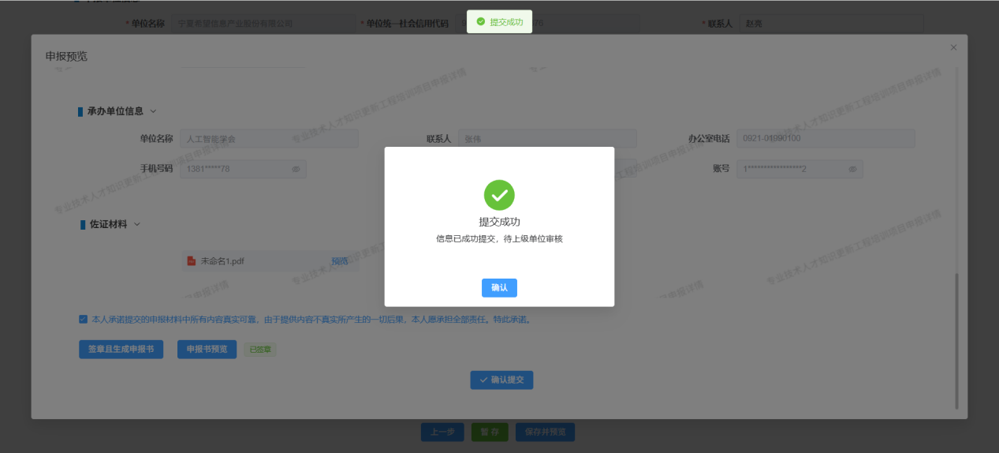 提交成功
* 单位名称 宁夏希望信息产业股份有限公司 * 单位统一社会信用代码 * 联系人 赵亮
申报预览
承办单位信息
单位名称 人工智能学会 联系人 张伟 办公室电话 0921-01990100
手机号码 1381*****78 账号 1****************2
佐证材料
未命名1.pdf 预览
提交成功
信息已成功提交，待上级单位审核
确认
本人承诺提交的申报材料中所有内容真实可靠，由于提供内容不真实所产生的一切后果，本人愿承担全部责任。特此承诺。
签章且生成申报书 申报书预览 已签章
确认提交
上一步 暂 存 保存并预览
专业技术人才知识更新工程培训项目申报详情